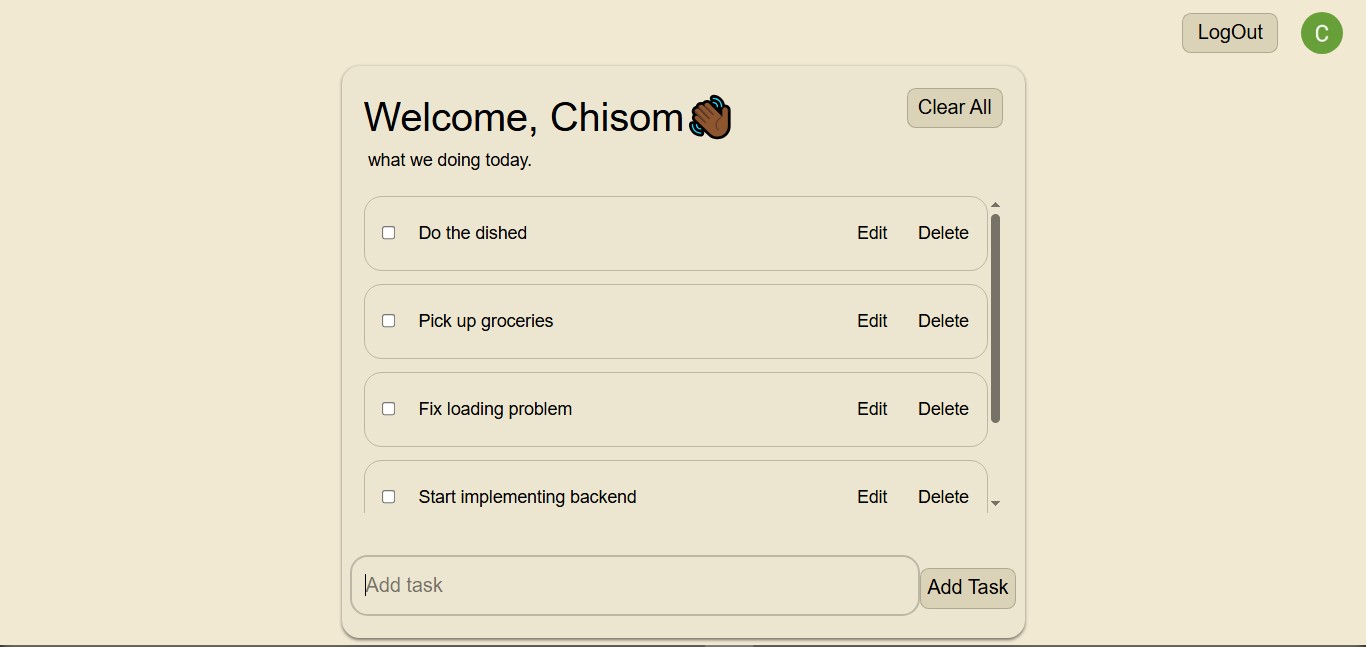 LogOut
C
Welcome, Chisom👋🏾
Clear All
what we doing today.
Do the dished Edit Delete
Pick up groceries Edit Delete
Fix loading problem Edit Delete
Start implementing backend Edit Delete
Add task
Add Task